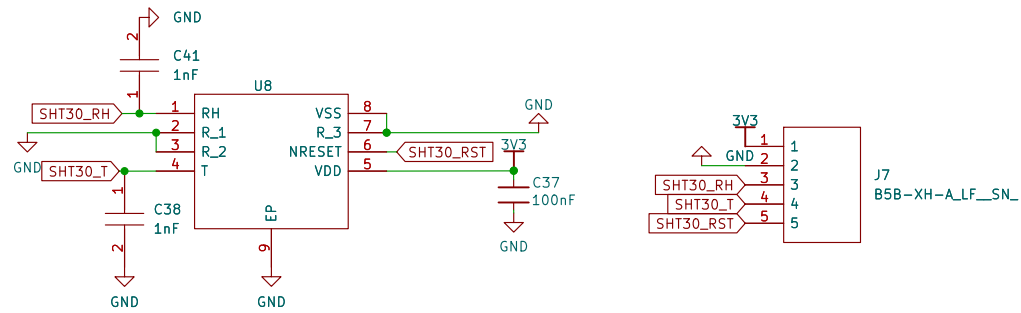 GND
2
C41
1nF
1
U8
SHT30_RH
1
RH
VSS
8
GND
2
R_1
R_3
7
3V3
3V3
GND
3
R_2
NRESET
6
SHT30_RST
1
1
GND
2
2
SHT30_T
4
T
VDD
5
J7
SHT30_RH
3
3
1
C37
B5B-XH-A_LF__SN_
100nF
SHT30_T
4
4
C38
1nF
EP
SHT30_RST
5
5
2
9
GND
GND
GND